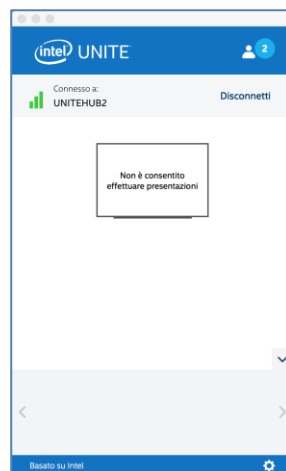 intel UNITE
2
Connesso a:
UNITEHUB2
Disconnetti
Non è consentito
effettuare presentazioni
Basato su Intel